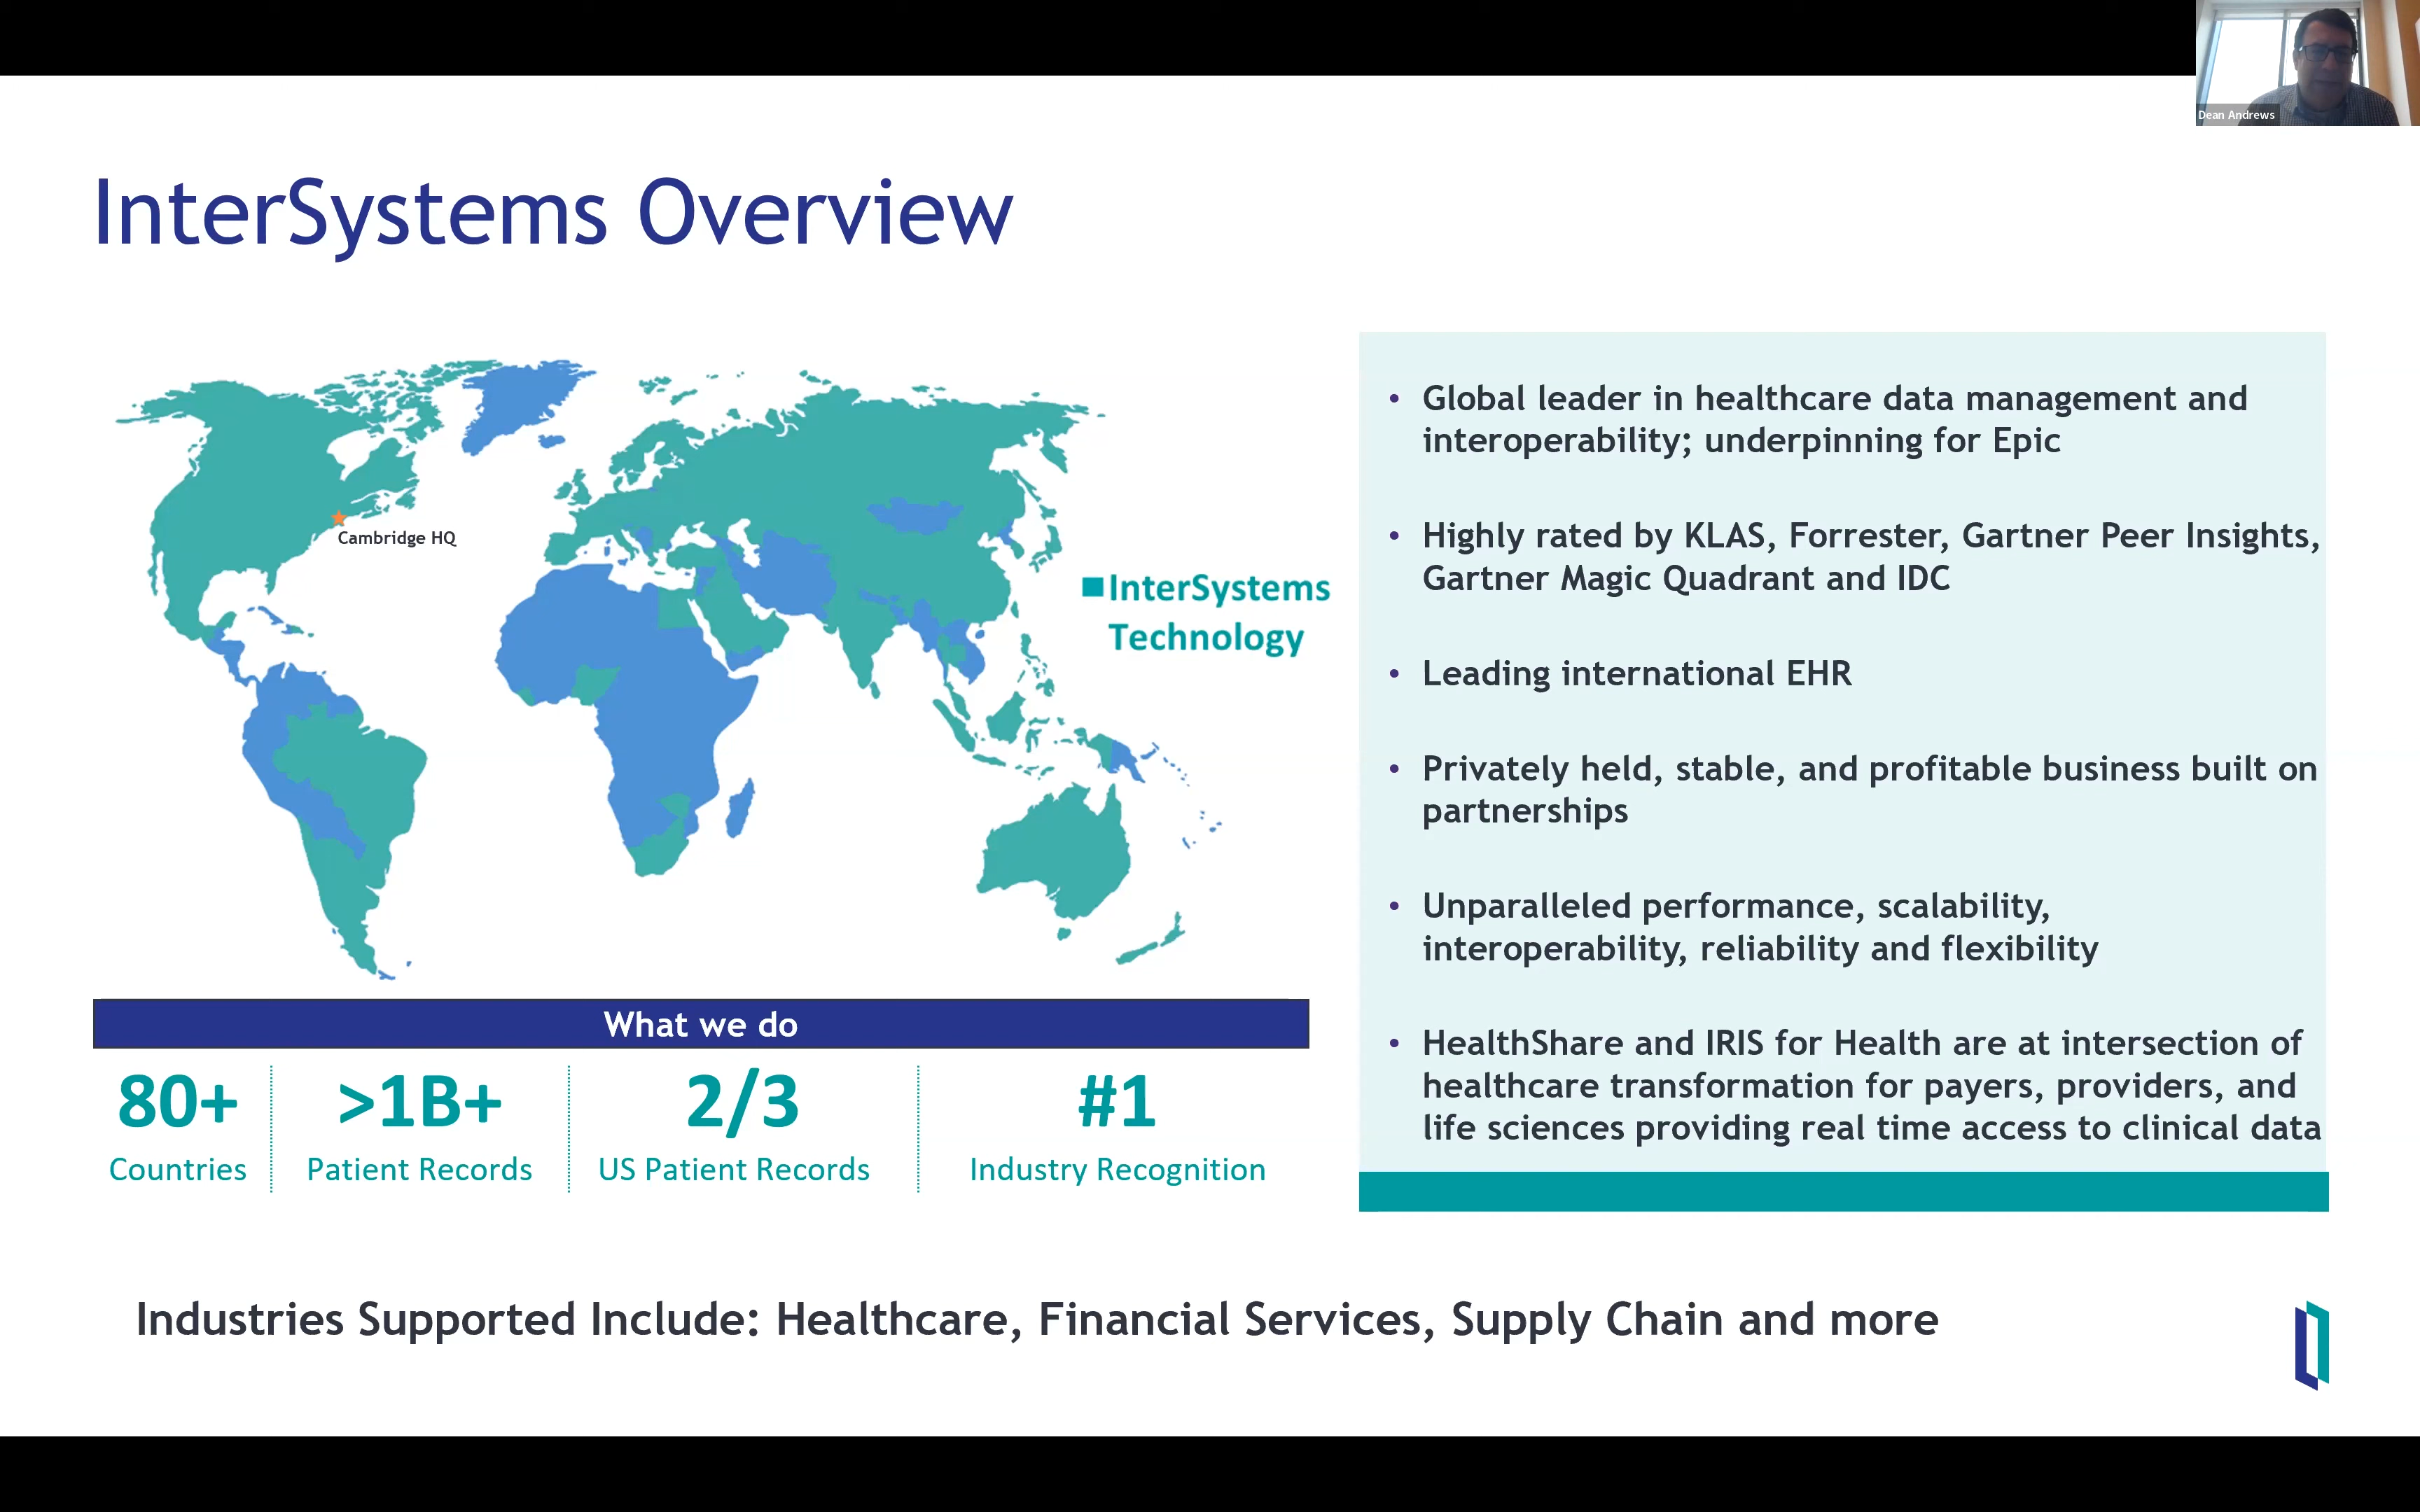 Dean Andrews
InterSystems Overview
Cambridge HQ
InterSystems
Technology
What we do
80+
Countries
>1B+
Patient Records
2/3
US Patient Records
#1
Industry Recognition
• Global leader in healthcare data management and
interoperability; underpinning for Epic
• Highly rated by KLAS, Forrester, Gartner Peer Insights,
Gartner Magic Quadrant and IDC
• Leading international EHR
• Privately held, stable, and profitable business built on
partnerships
• Unparalleled performance, scalability,
interoperability, reliability and flexibility
• HealthShare and IRIS for Health are at intersection of
healthcare transformation for payers, providers, and
life sciences providing real time access to clinical data
Industries Supported Include: Healthcare, Financial Services, Supply Chain and more